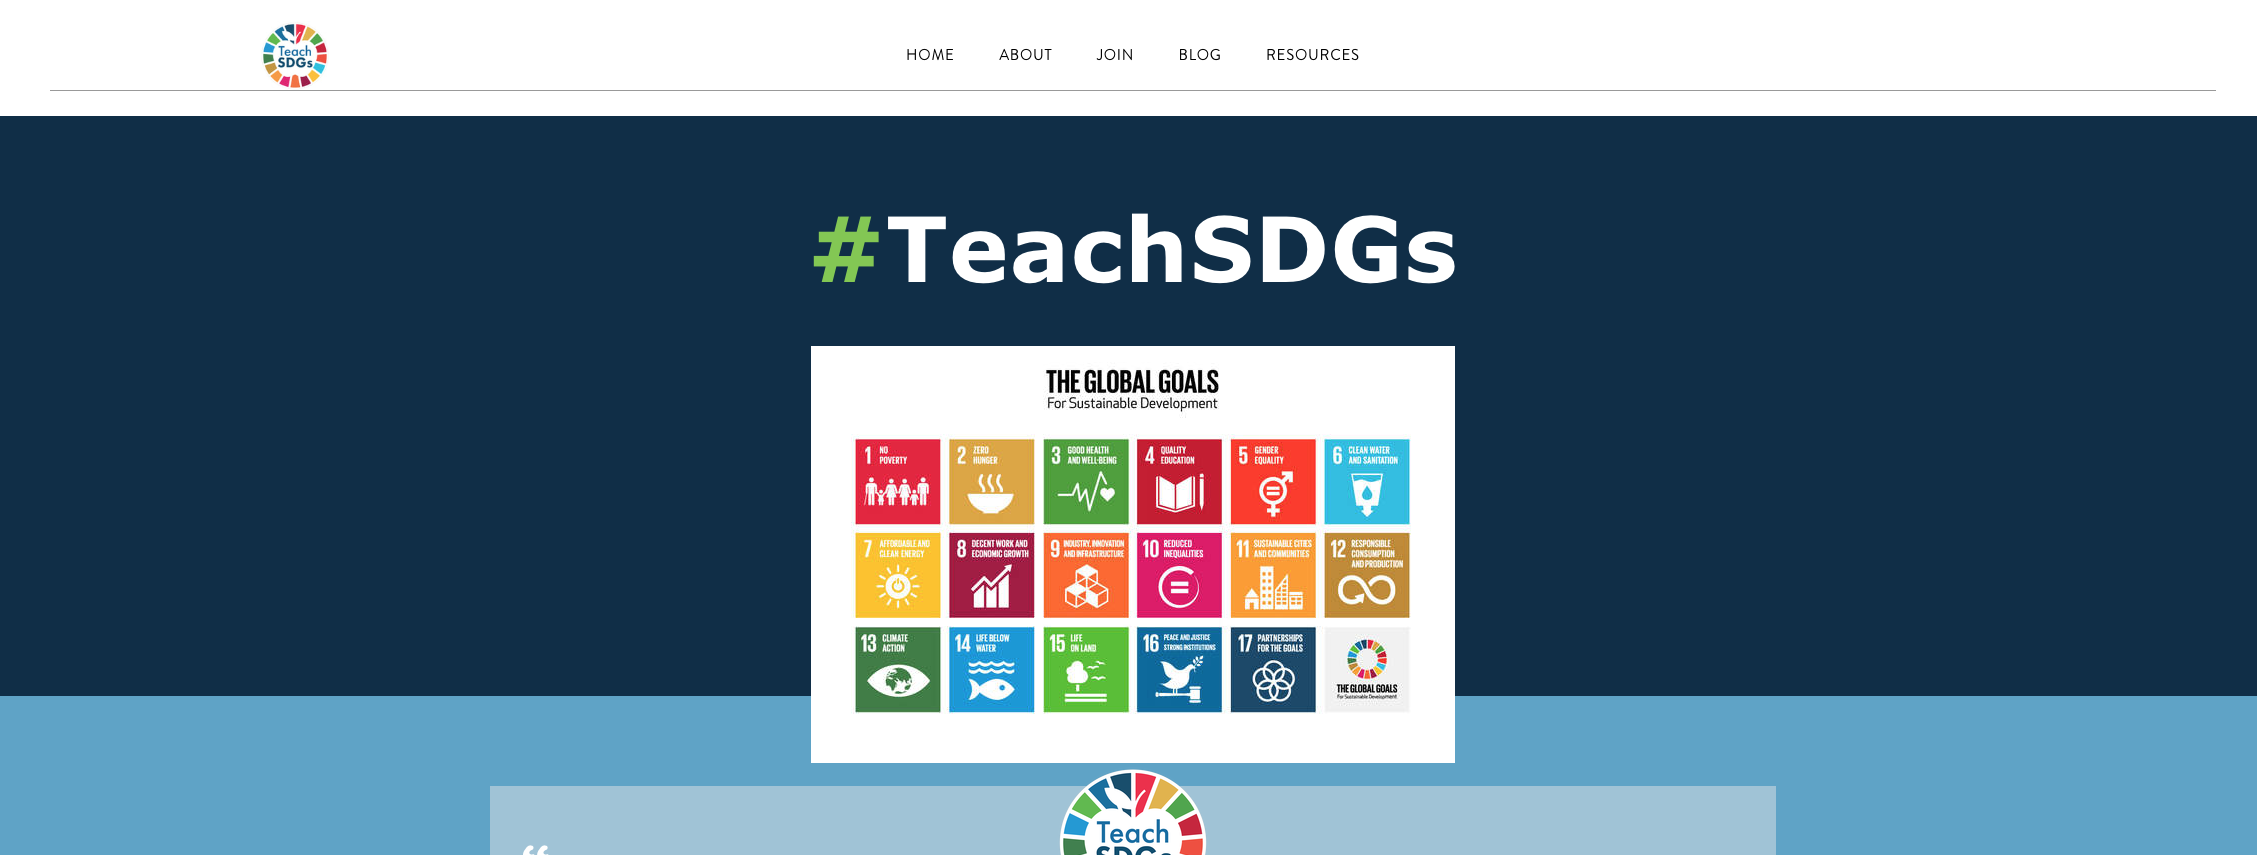 Teach
SDGs
HOME ABOUT JOIN BLOG RESOURCES
#TeachSDGs
THE GLOBAL GOALS
For Sustainable Development
1 NO
POVERTY
2 ZERO
HUNGER
3 GOOD HEALTH
AND WELL-BEING
4 QUALITY
EDUCATION
5 GENDER
EQUALITY
6 CLEAN WATER
AND SANITATION
7 AFFORDABLE AND
CLEAN ENERGY
8 DECENT WORK AND
ECONOMIC GROWTH
9 INDUSTRY, INNOVATION
AND INFRASTRUCTURE
10 REDUCED
INEQUALITIES
11 SUSTAINABLE CITIES
AND COMMUNITIES
12 RESPONSIBLE
CONSUMPTION
AND PRODUCTION
13 CLIMATE
ACTION
14 LIFE BELOW
WATER
15 LIFE
ON LAND
16 PEACE AND JUSTICE
STRONG INSTITUTIONS
17 PARTNERSHIPS
FOR THE GOALS
THE GLOBAL GOALS
For Sustainable Development
Teach
SDGs
“